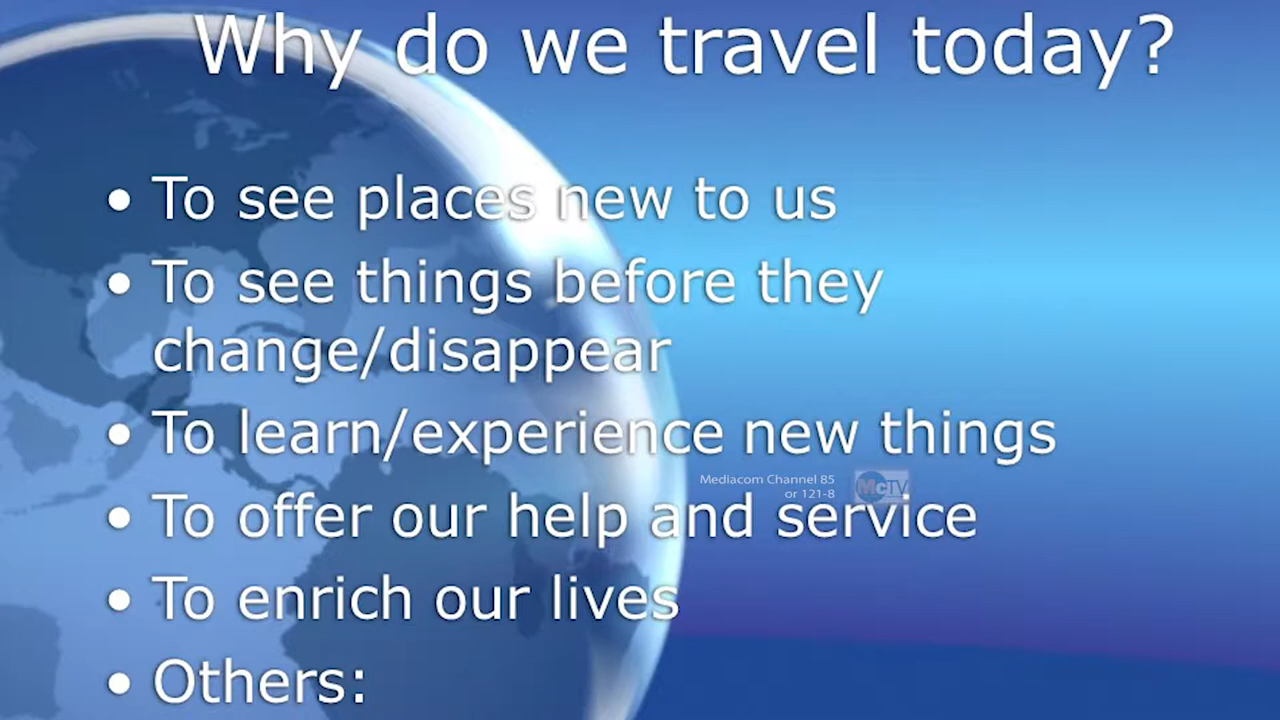 Why do we travel today?
• To see places new to us
• To see things before they
change/disappear
• To learn/experience new things
Mediacom Channel 85
or 121-8
McTV
• To offer our help and service
• To enrich our lives
• Others: